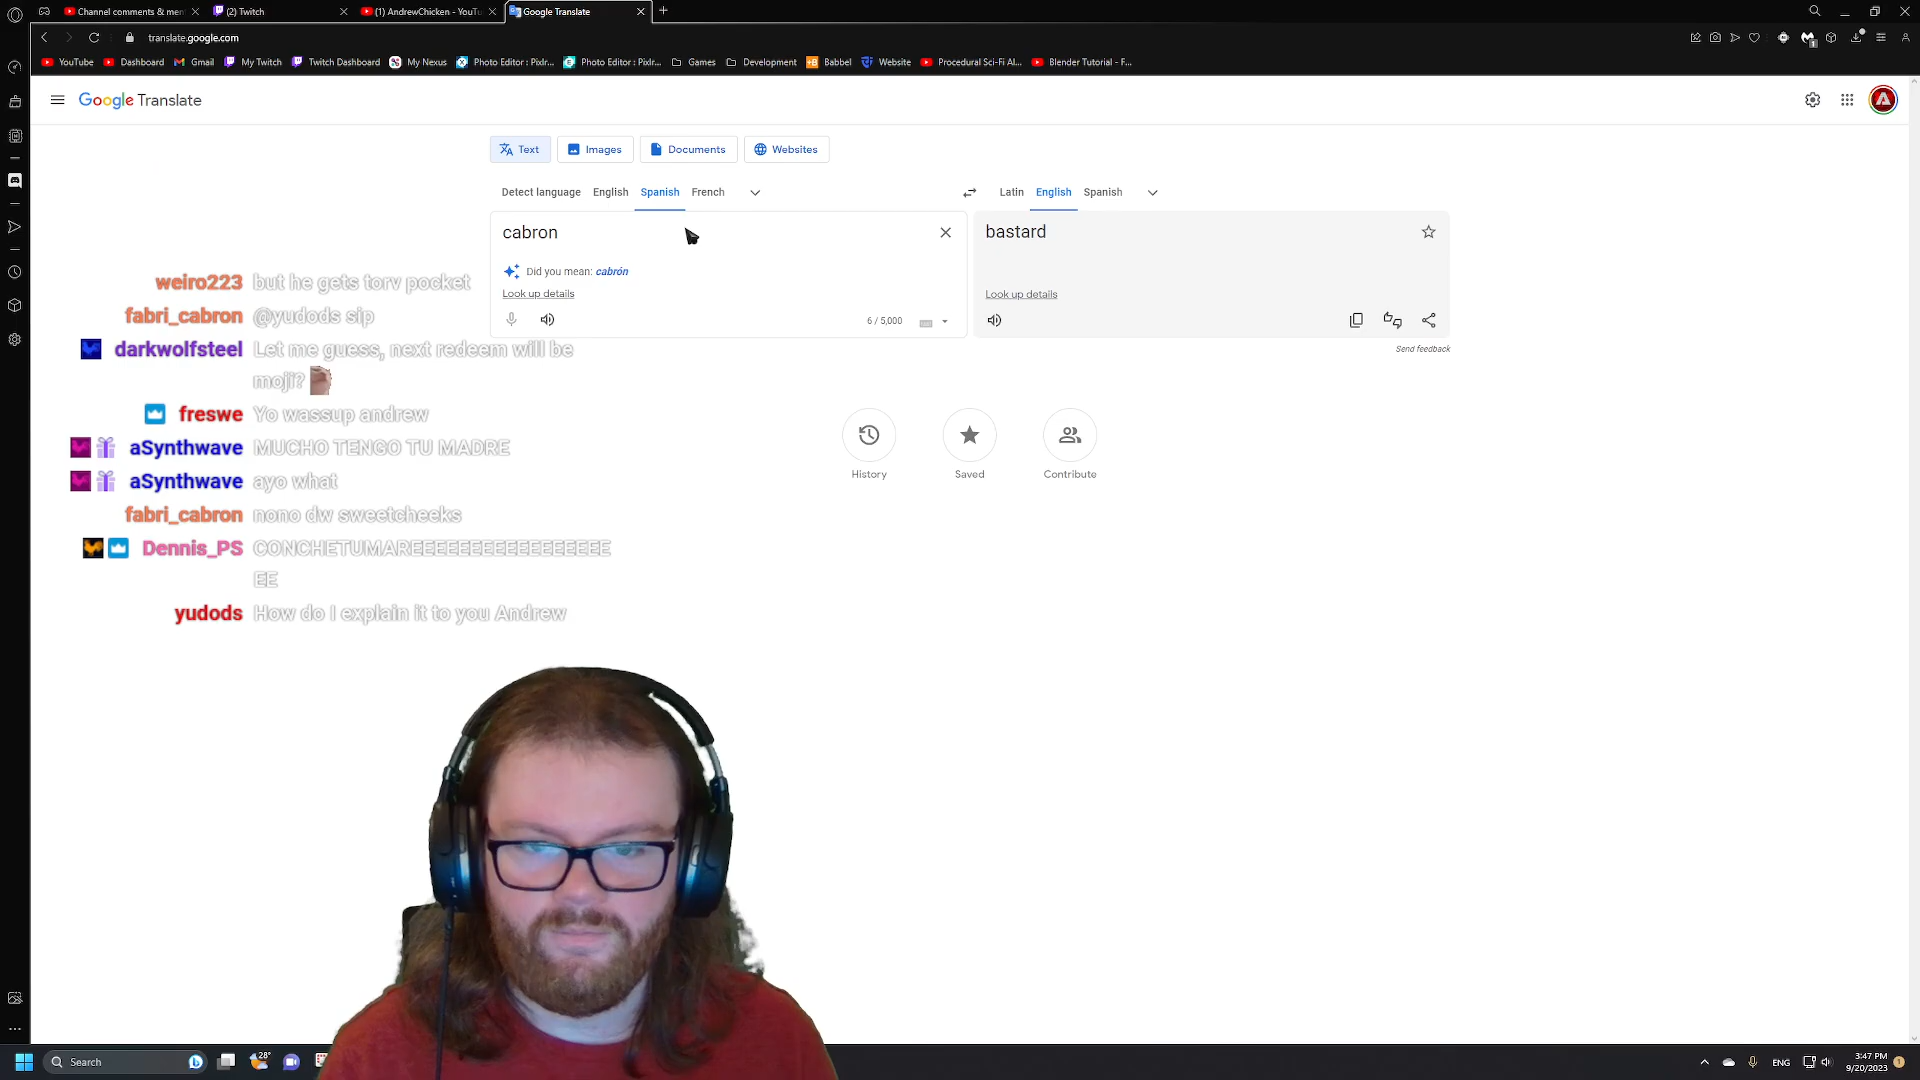 Channel comments & men
(2) Twitch
(1) AndrewChicken - YouTu
Google Translate
translate.google.com
YouTube
Dashboard
Gmail
My Twitch
Twitch Dashboard
My Nexus
Photo Editor : Pixlr...
Photo Editor : Pixlr...
Games
Development
Babbel
Website
Procedural Sci-Fi Al...
Blender Tutorial - F...
Google Translate
Text
Images
Documents
Websites
Detect language
English
Spanish
French
Latin
English
Spanish
cabron
bastard
Did you mean: cabrón
Look up details
Look up details
6 / 5,000
Send feedback
History
Saved
Contribute
weiro223 but he gets torv pocket
fabri_cabron @yudods sip
darkwolfsteel Let me guess, next redeem will be
moji?
freswe Yo wassup andrew
aSynthwave MUCHO TENGO TU MADRE
aSynthwave ayo what
fabri_cabron nono dw sweetcheeks
Dennis_PS CONCHETUMAREEEEEEEEEEEEEEEEE
EE
yudods How do I explain it to you Andrew
Search
28°
ENG
3:47 PM
9/20/2023